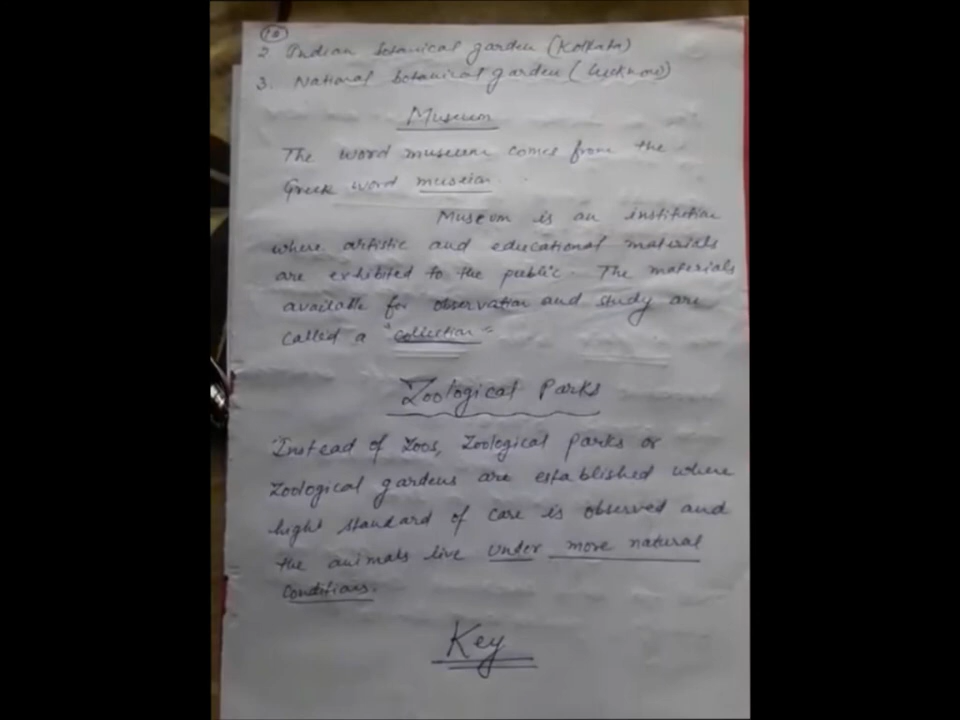 10
2. Indian botanical garden (Kolkata)
3. National botanical garden (Lucknow)
Museum
The word museum comes from the
Greek word museion.
Museum is an institution
where artistic and educational materials
are exhibited to the public. The materials
available for observation and study are
called a "collection"
Zoological Parks
Instead of Zoos, Zoological parks or
Zoological gardens are established where
hight standard of care is observed and
the animals live under more natural
conditions.
Key